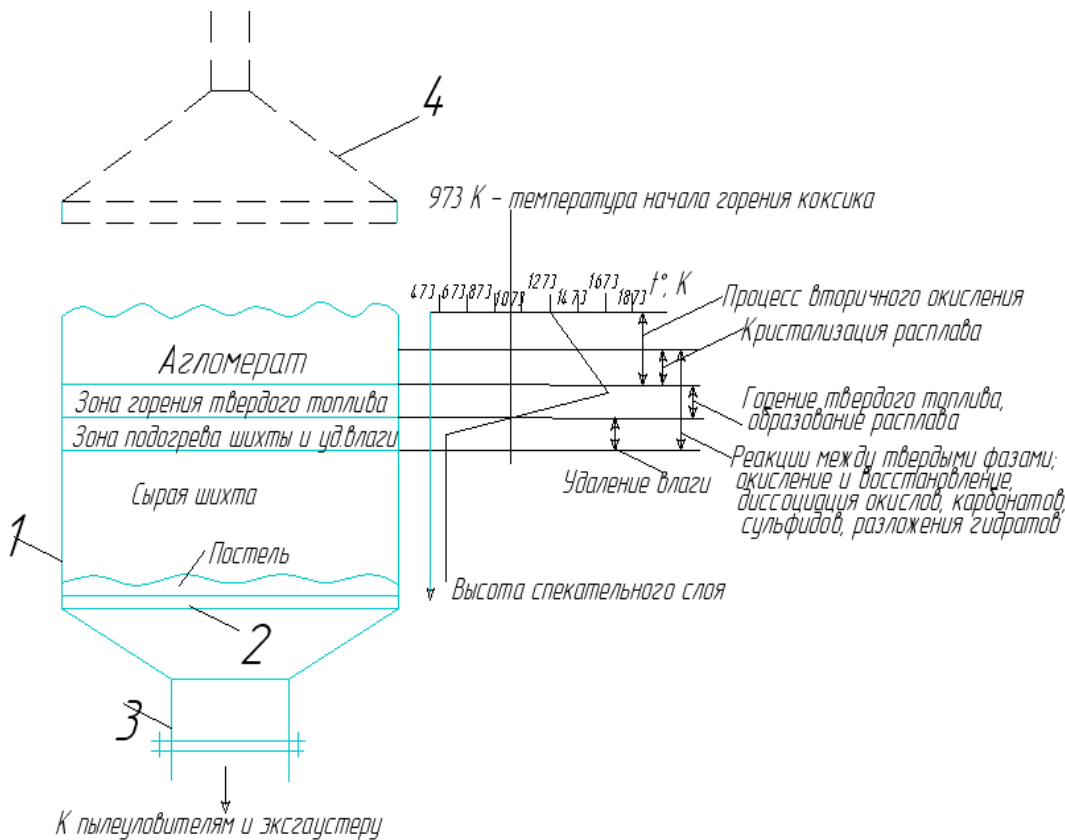 4
973 К – температура начала горения коксика
473 673 873 1073 1273 1473 1673 1873 t°, К
Процесс вторичного окисления
Кристализация расплава
Агломерат
Зона горения твердого топлива
Зона подогрева шихты и уд.влаги
Горение твердого топлива,
образование расплава
Удаление влаги
Реакции между твердыми фазами;
окисление и восстановление,
диссоциация окислов, карбонатов,
сульфидов, разложения гидратов
Сырая шихта
1
Постель
Высота спекательного слоя
2
3
К пылеуловителям и эксгаустеру